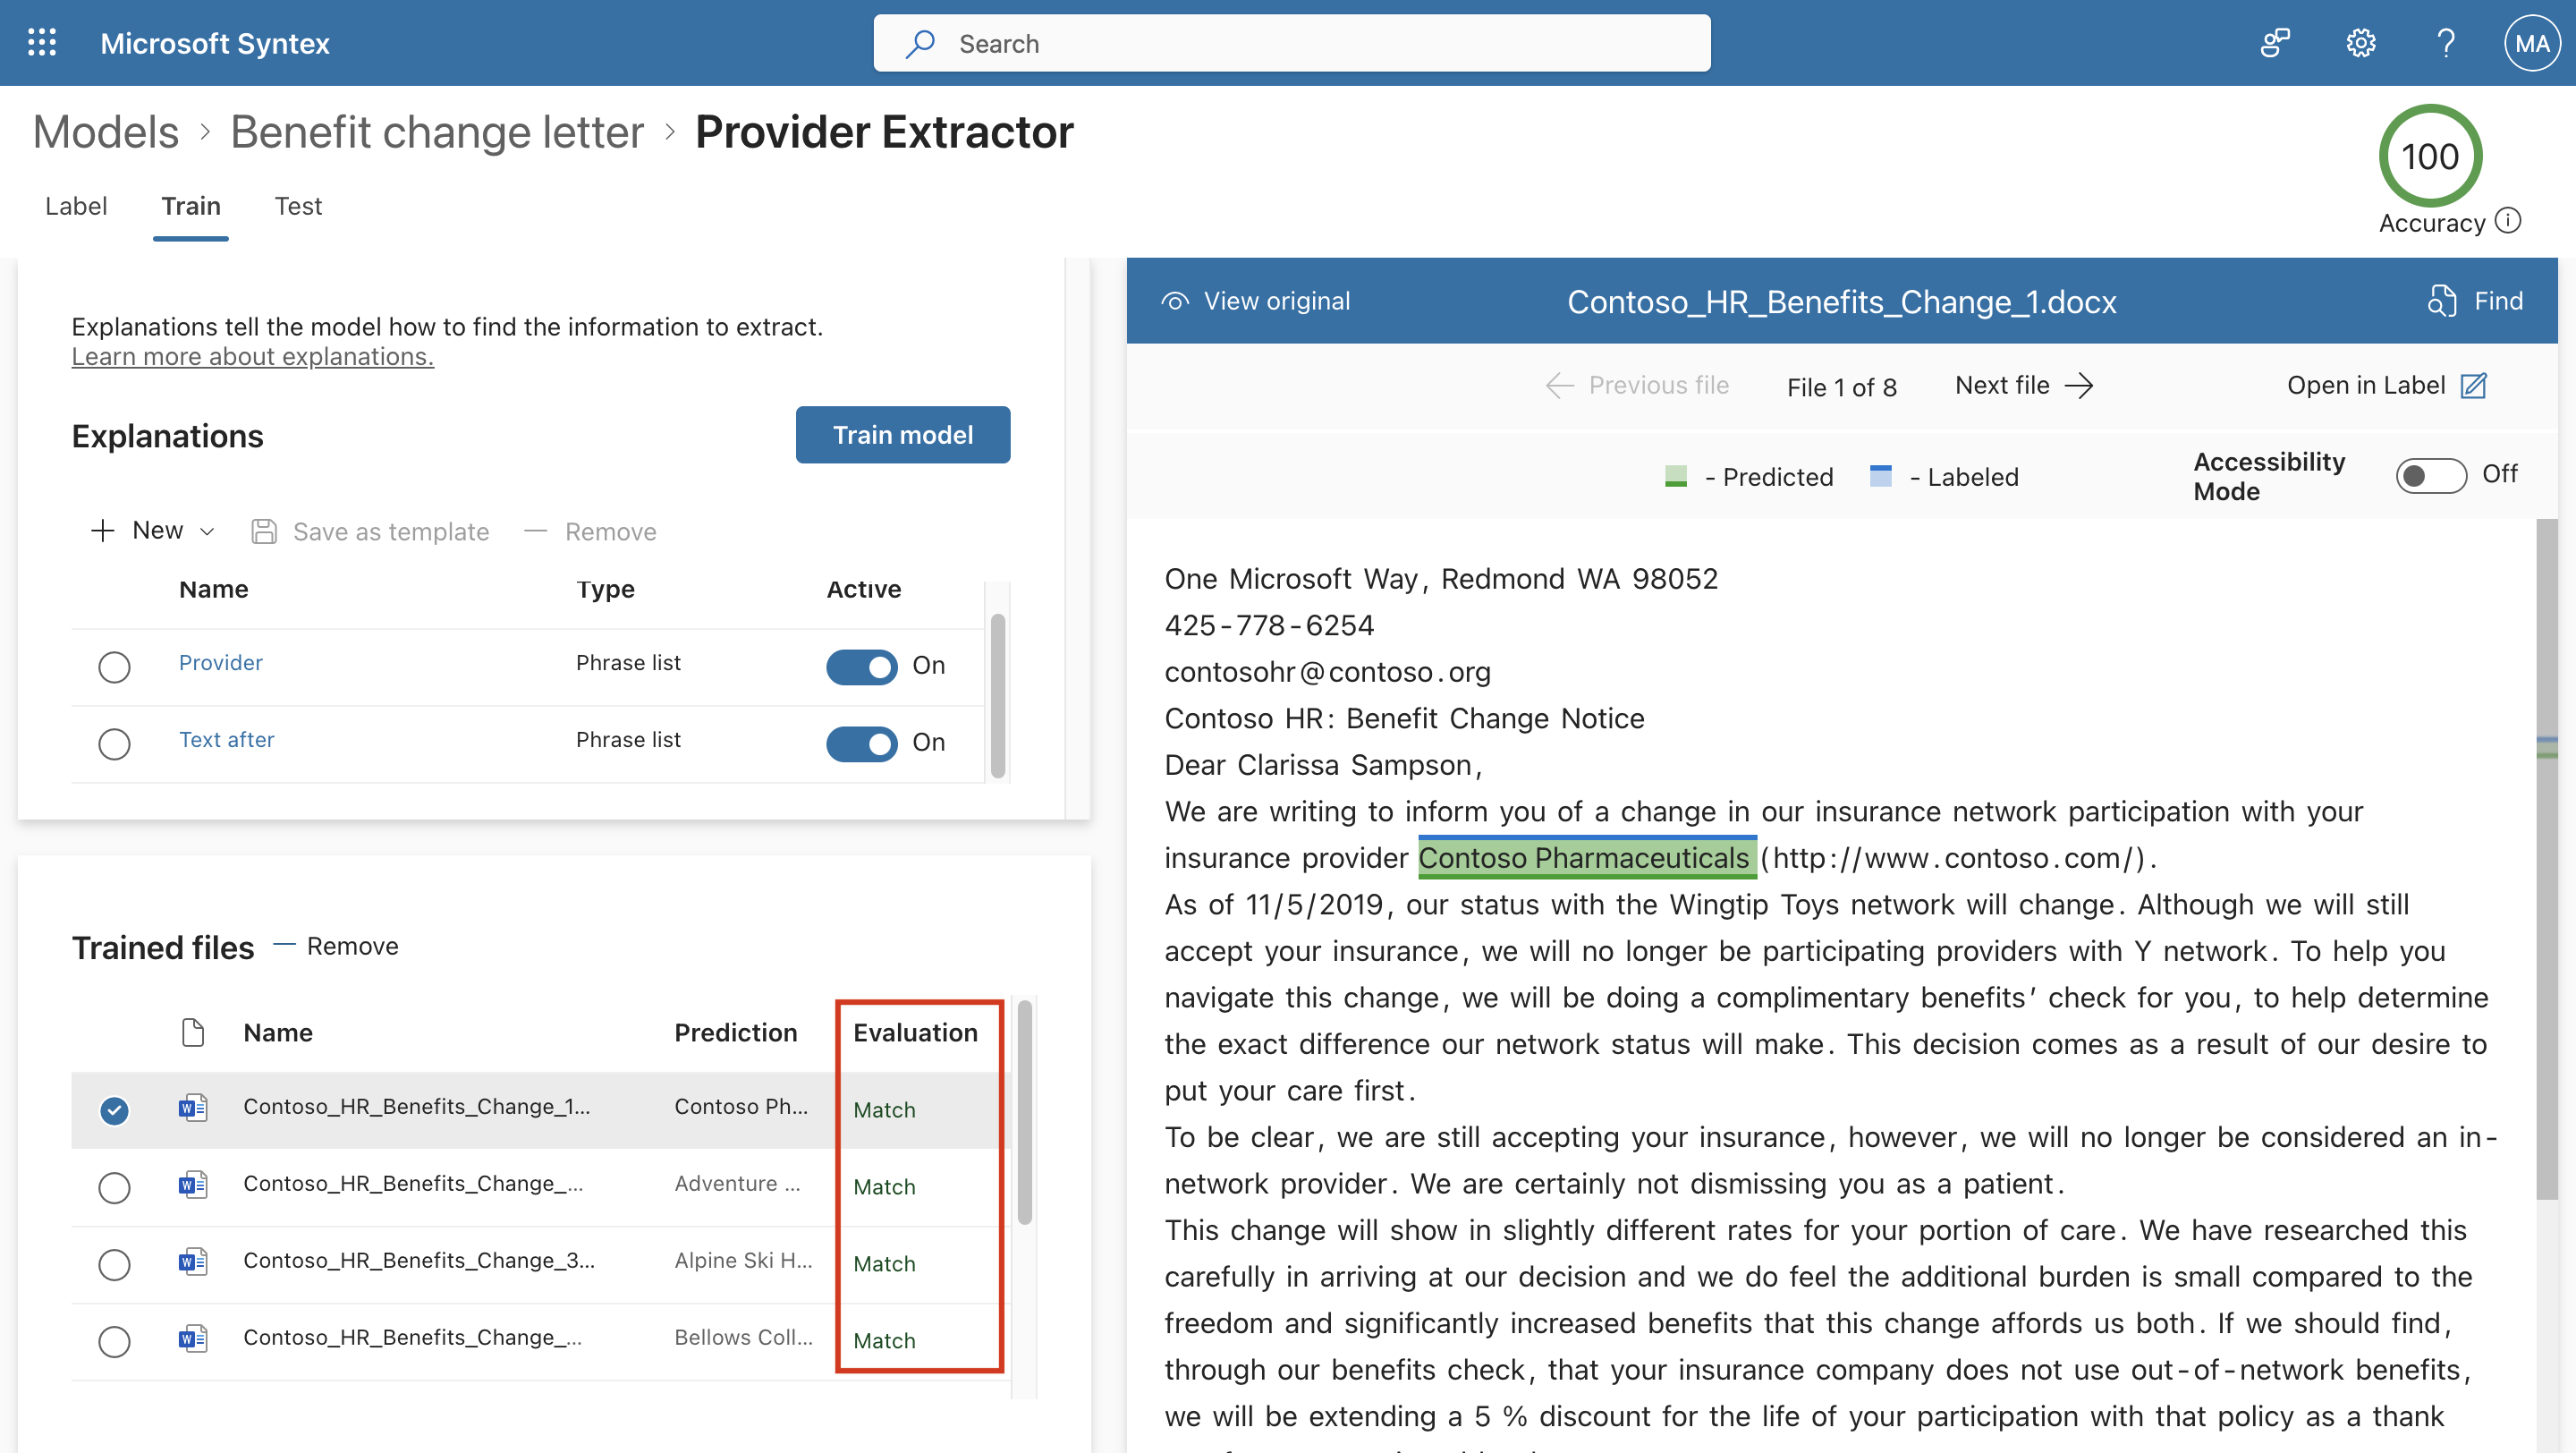 Microsoft Syntex
Search
MA
Models > Benefit change letter > Provider Extractor
100
Accuracy
Label Train Test
Explanations tell the model how to find the information to extract.
Learn more about explanations.
Explanations
Train model
New Save as template Remove
Name Type Active
Provider Phrase list On
Text after Phrase list On
Trained files Remove
Name Prediction Evaluation
Contoso_HR_Benefits_Change_1... Contoso Ph... Match
Contoso_HR_Benefits_Change_... Adventure ... Match
Contoso_HR_Benefits_Change_3... Alpine Ski H... Match
Contoso_HR_Benefits_Change_... Bellows Coll... Match
View original Contoso_HR_Benefits_Change_1.docx Find
Previous file File 1 of 8 Next file Open in Label
- Predicted - Labeled Accessibility Mode Off
One Microsoft Way, Redmond WA 98052
425-778-6254
contosohr@contoso.org
Contoso HR: Benefit Change Notice
Dear Clarissa Sampson,
We are writing to inform you of a change in our insurance network participation with your
insurance provider Contoso Pharmaceuticals (http://www.contoso.com/).
As of 11/5/2019, our status with the Wingtip Toys network will change. Although we will still
accept your insurance, we will no longer be participating providers with Y network. To help you
navigate this change, we will be doing a complimentary benefits’ check for you, to help determine
the exact difference our network status will make. This decision comes as a result of our desire to
put your care first.
To be clear, we are still accepting your insurance, however, we will no longer be considered an in-
network provider. We are certainly not dismissing you as a patient.
This change will show in slightly different rates for your portion of care. We have researched this
carefully in arriving at our decision and we do feel the additional burden is small compared to the
freedom and significantly increased benefits that this change affords us both. If we should find,
through our benefits check, that your insurance company does not use out-of-network benefits,
we will be extending a 5 % discount for the life of your participation with that policy as a thank